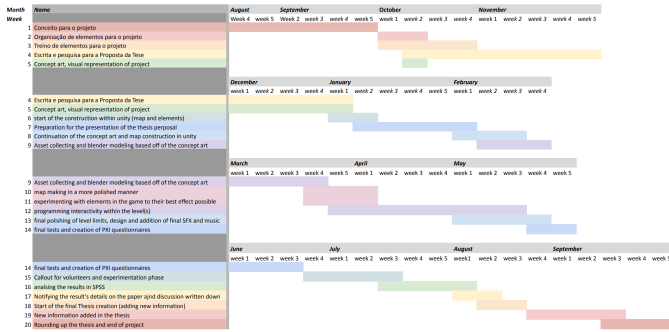 Month Name August September October November
Week Week 4 week 5 Week 2 week 3 week 4 week 5 week 1 week 2 week 3 week 4 week 1 week 2 week 3 week 4 week 5
1 Conceito para o projeto
2 Organização de elementos para o projeto
3 Treino de elementos para o projeto
4 Escrita e pesquisa para a Proposta da Tese
5 Concept art, visual representation of project
December January February
week 1 week 2 week 3 week 4 week 1 week 2 week 3 week 4 week 5 week 1 week 2 week 3 week 4
4 Escrita e pesquisa para a Proposta da Tese
5 Concept art, visual representation of project
6 start of the construction within unity (map and elements)
7 Preparation for the presentation of the thesis perposal
8 Continuation of the concept art and map construction in unity
9 Asset collecting and blender modeling based off of the concept art
March April May
week 1 week 2 week 3 week 4 week 5 week 1 week 2 week 3 week 4 week 1 week 2 week 3 week 4 week 5
9 Asset collecting and blender modeling based off of the concept art
10 map making in a more polished manner
11 experimenting with elements in the game to their best effect possible
12 programming interactivity within the level(s)
13 final polishing of level limits, design and addition of final SFX and music
14 final tests and creation of PXI questionnaires
June July August September
week 1 week 2 week 3 week 4 week 1 week 2 week 3 week 4 week 5 week 1 week 2 week 3 week 4 week 1 week 2 week 3 week 4 week 5
14 final tests and creation of PXI questionnaires
15 Callout for volunteers and experimentation phase
16 analising the results in SPSS
17 Notifying the result's details on the paper ajnd discussion written down
18 Start of the final Thesis creation (adding new information)
19 New Information added in the thesis
20 Rounding up the thesis and end of project